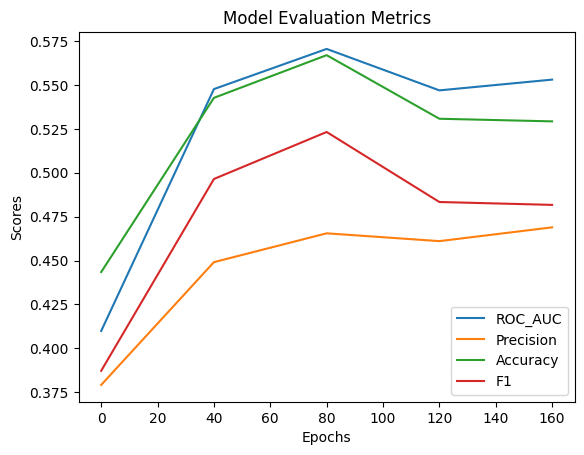 Model Evaluation Metrics
Scores
0.575
0.550
0.525
0.500
0.475
0.450
0.425
0.400
0.375
0 20 40 60 80 100 120 140 160
Epochs
ROC_AUC
Precision
Accuracy
F1